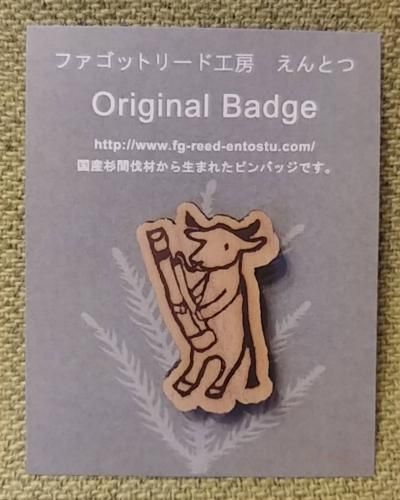 ファゴットリード工房　えんとつ
Original Badge
http://www.fg-reed-entostu.com/
国産杉間伐材から生まれたピンバッジです。